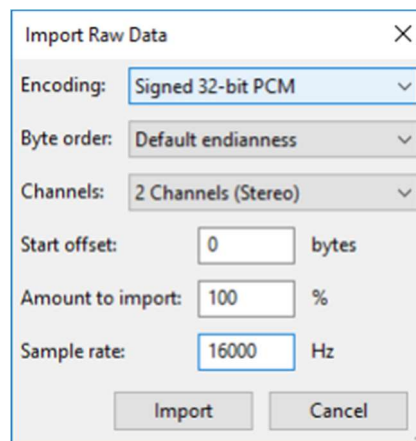 Import Raw Data
Encoding: Signed 32-bit PCM
Byte order: Default endianness
Channels: 2 Channels (Stereo)
Start offset: 0 bytes
Amount to import: 100 %
Sample rate: 16000 Hz
Import Cancel